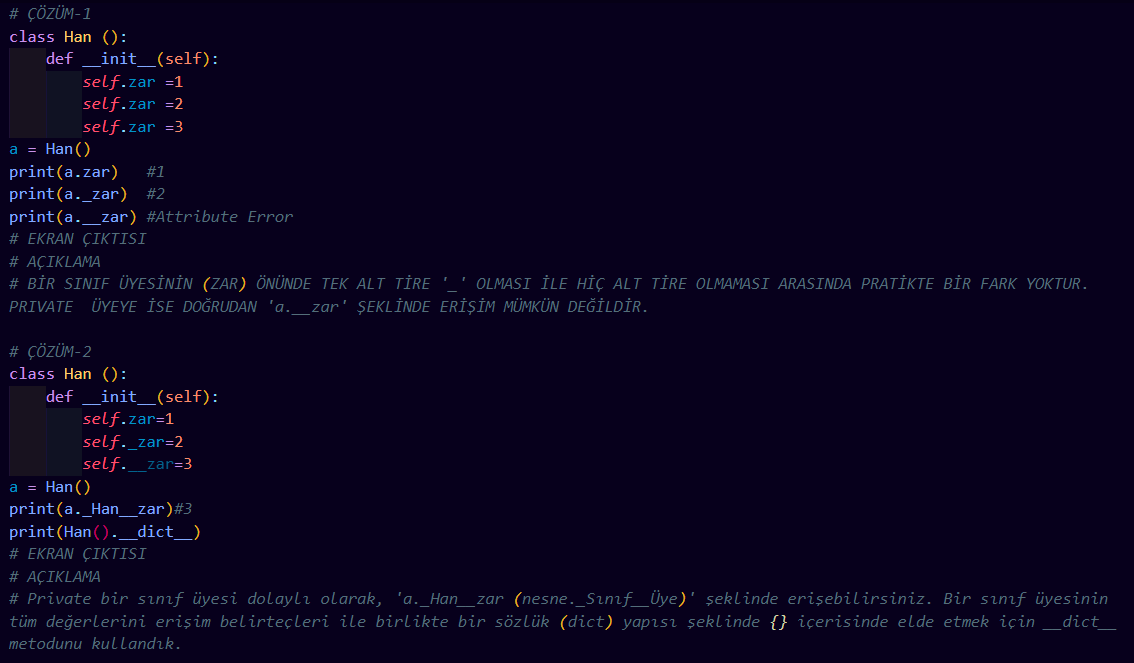 # ÇÖZÜM-1
class Han ():
    def __init__(self):
        self.zar =1
        self.zar =2
        self.zar =3
a = Han()
print(a.zar)   #1
print(a._zar)  #2
print(a.__zar) #Attribute Error
# EKRAN ÇIKTISI
# AÇIKLAMA
# BİR SINIF ÜYESİNİN (ZAR) ÖNÜNDE TEK ALT TİRE '_' OLMASI İLE HİÇ ALT TİRE OLMAMASI ARASINDA PRATİKTE BİR FARK YOKTUR.
PRIVATE  ÜYEYE İSE DOĞRUDAN 'a.__zar' ŞEKLİNDE ERİŞİM MÜMKÜN DEĞİLDİR.

# ÇÖZÜM-2
class Han ():
    def __init__(self):
        self.zar=1
        self._zar=2
        self.__zar=3
a = Han()
print(a._Han__zar)#3
print(Han().__dict__)
# EKRAN ÇIKTISI
# AÇIKLAMA
# Private bir sınıf üyesi dolaylı olarak, 'a._Han__zar (nesne._Sınıf__Üye)' şeklinde erişebilirsiniz. Bir sınıf üyesinin
tüm değerlerini erişim belirteçleri ile birlikte bir sözlük (dict) yapısı şeklinde {} içerisinde elde etmek için __dict__
metodunu kullandık.